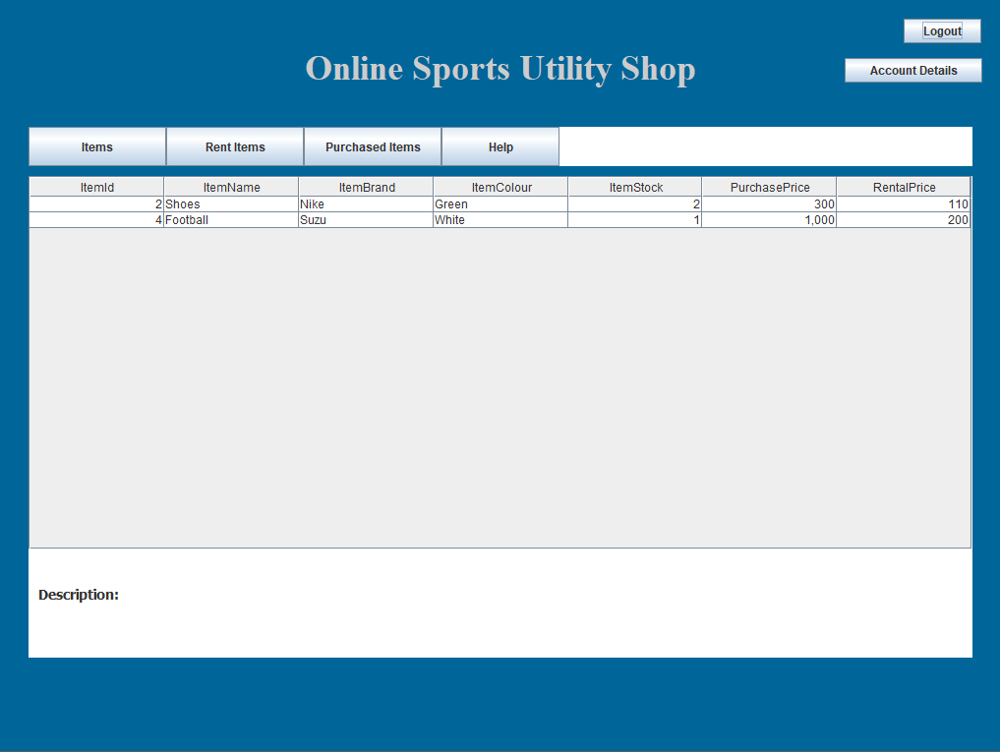 Logout
Online Sports Utility Shop
Account Details
Items Rent Items Purchased Items Help
ItemId ItemName ItemBrand ItemColour ItemStock PurchasePrice RentalPrice
2 Shoes Nike Green 2 300 110
4 Football Suzu White 1 1,000 200
Description: